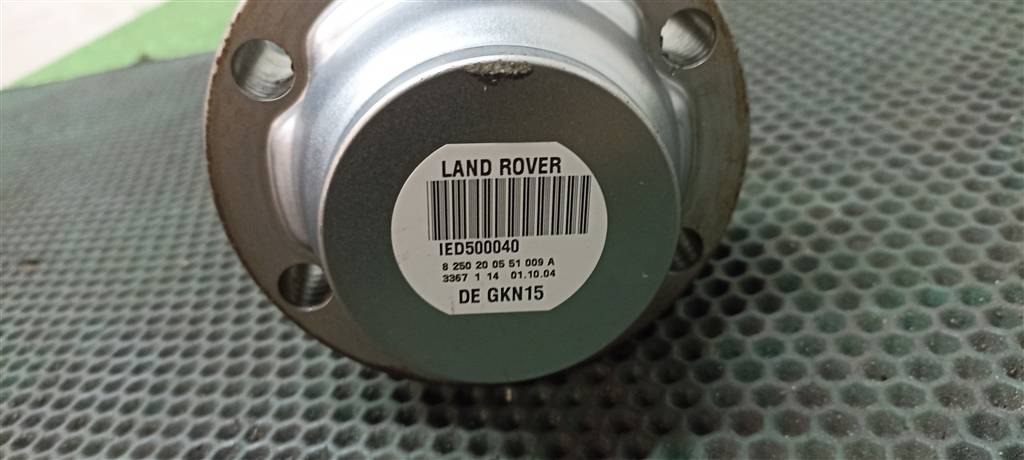 LAND ROVER
IED500040
8 250 20 05 51 009 A
3367 1 14 01.10.04
DE GKN15